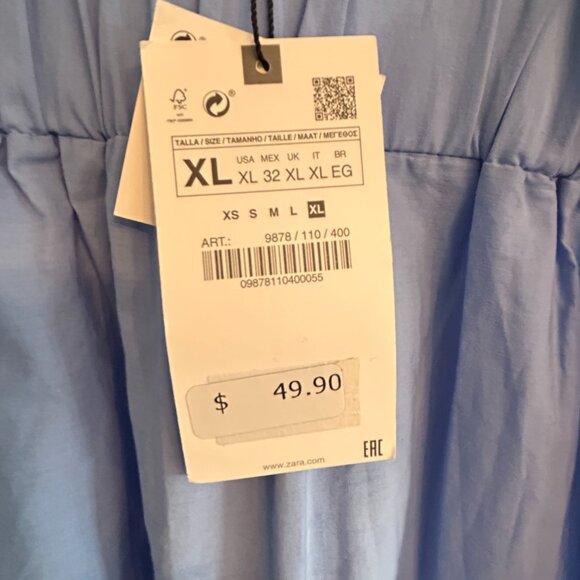 FSC
TALLA / SIZE / TAMANHO / TAILLE / MAAT / ΜΕΓΕΘΟΣ
XL USA XL MEX 32 UK XL IT XL BR EG
XS S M L XL
ART.: 9878 / 110 / 400
09878110400055
$ 49.90
EAC
www.zara.com